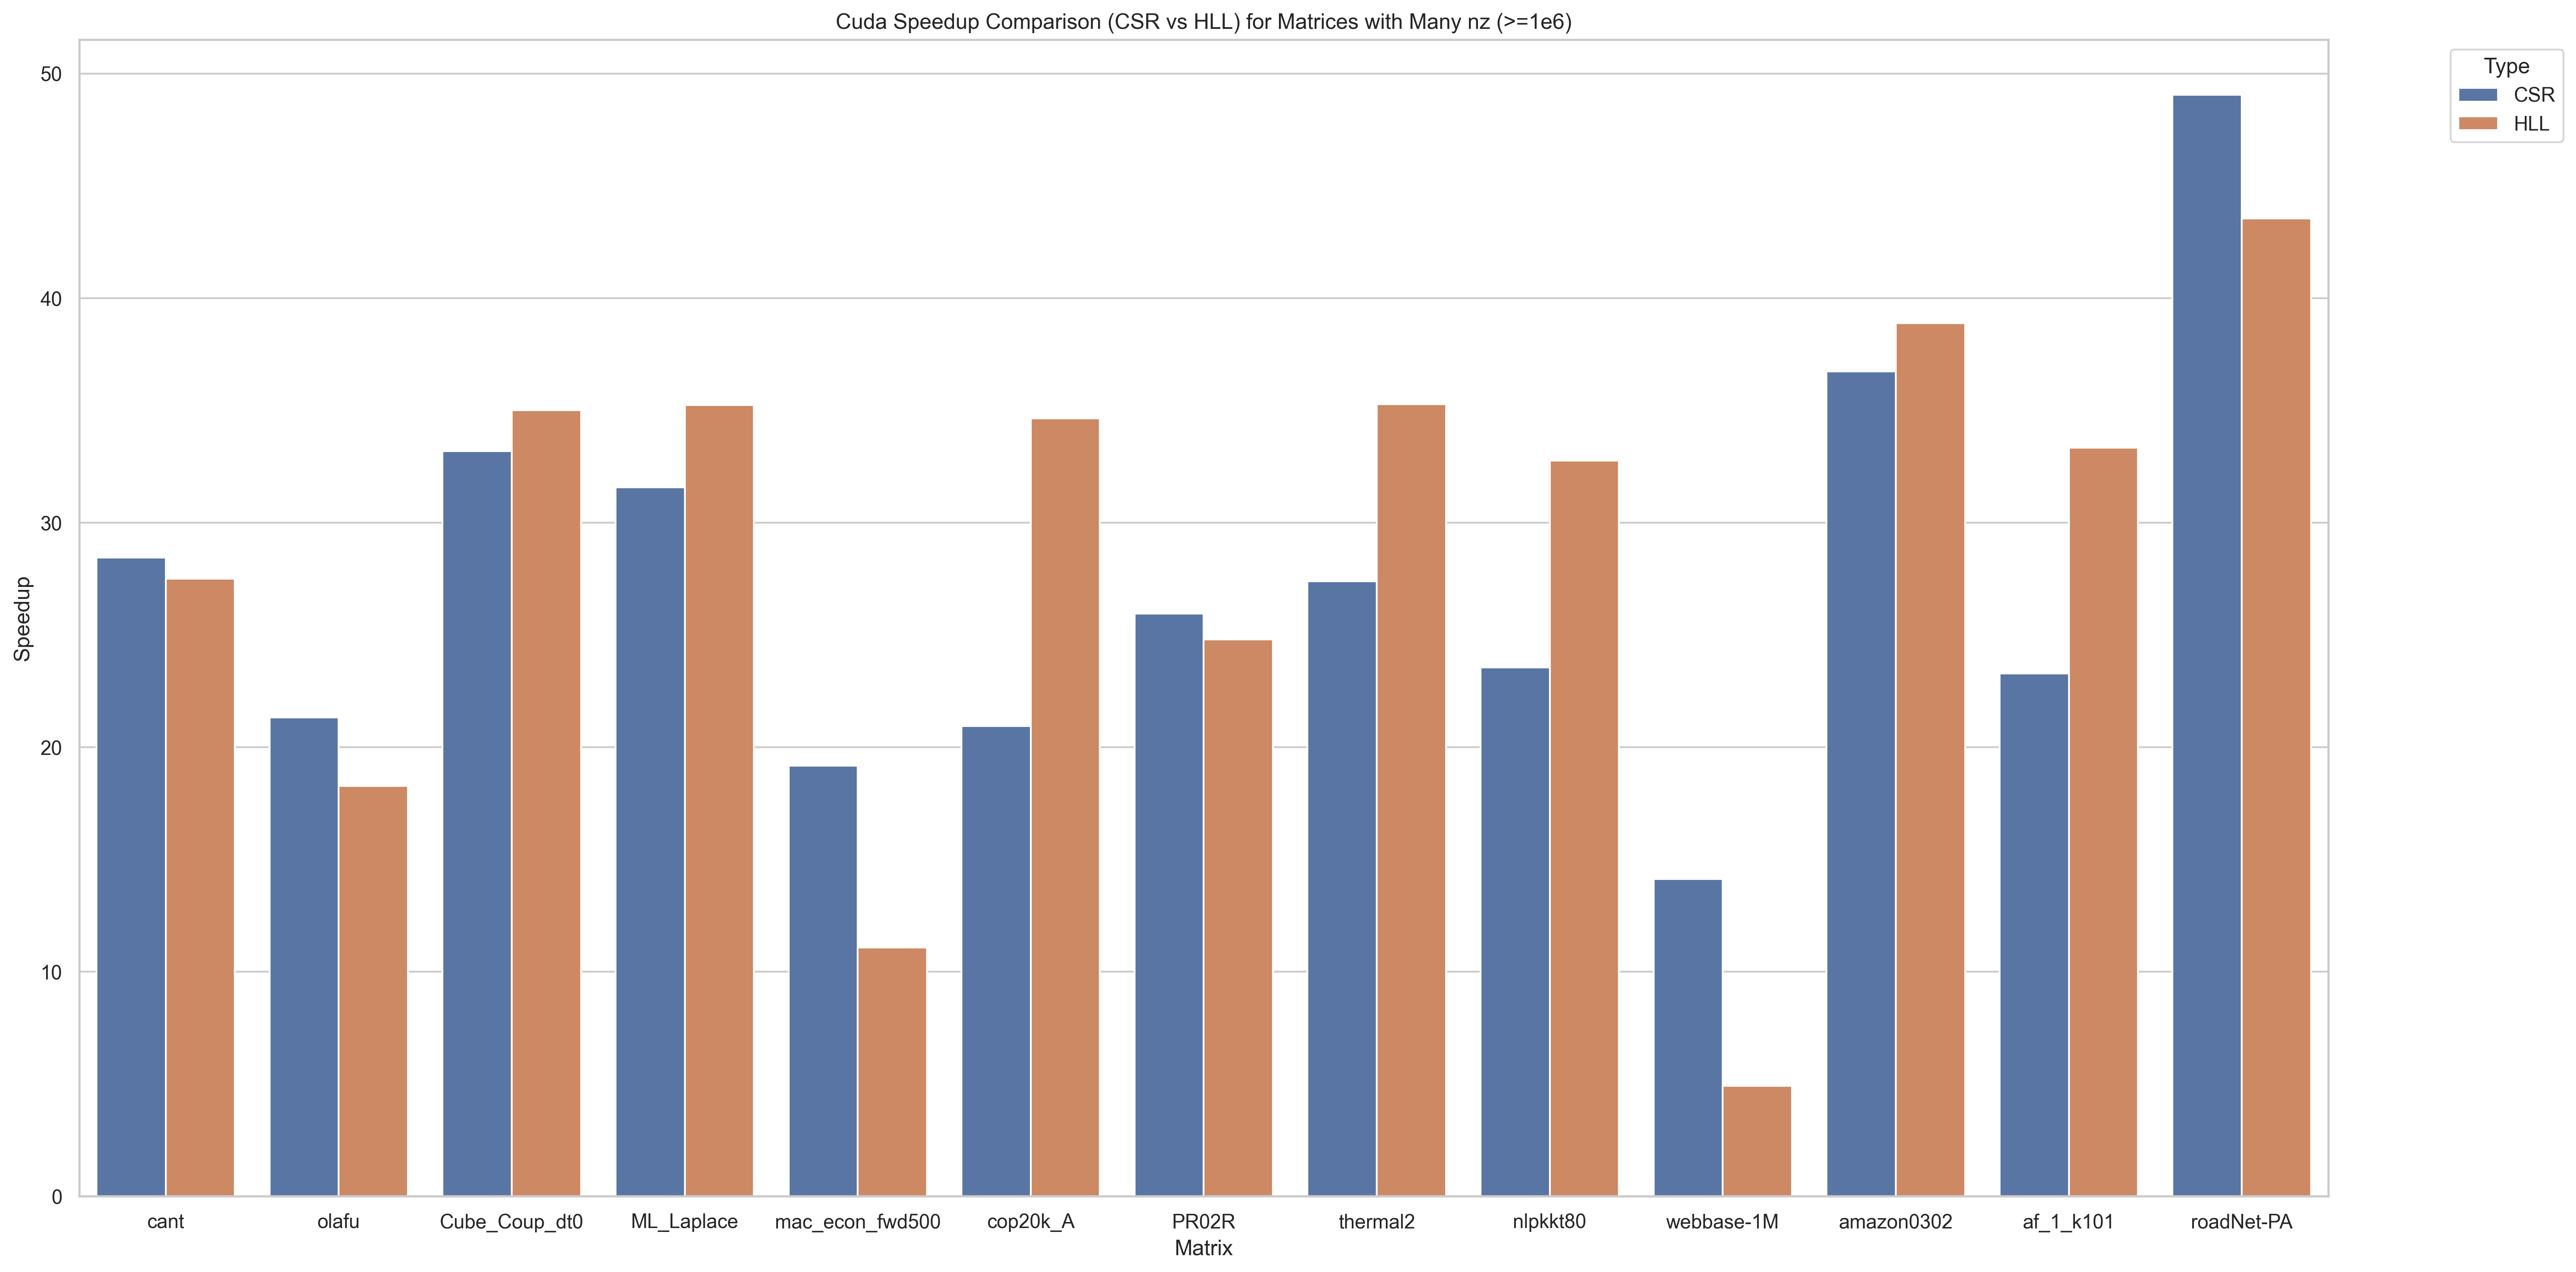 Cuda Speedup Comparison (CSR vs HLL) for Matrices with Many nz (>=1e6)
Type
CSR
HLL
Speedup
50
40
30
20
10
0
cant olafu Cube_Coup_dt0 ML_Laplace mac_econ_fwd500 cop20k_A PR02R thermal2 nlpkkt80 webbase-1M amazon0302 af_1_k101 roadNet-PA
Matrix